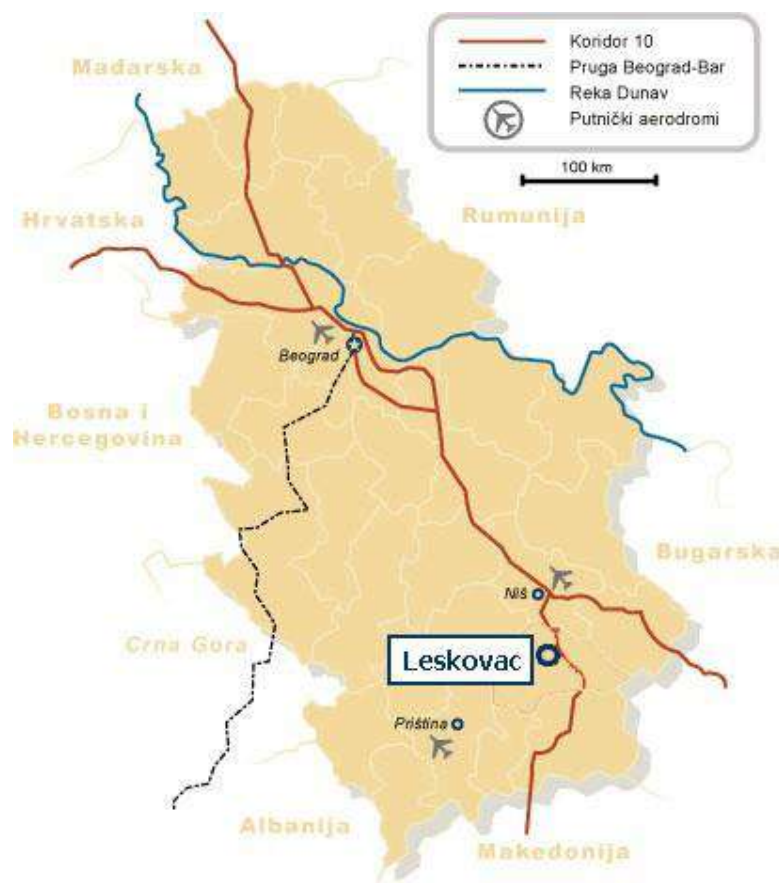 Koridor 10
Pruga Beograd-Bar
Reka Dunav
Putnički aerodromi
100 km
Mađarska
Hrvatska
Rumunija
Beograd
Bosna i
Hercegovina
Bugarska
Niš
Crna Gora
Leskovac
Priština
Albanija
Makedonija